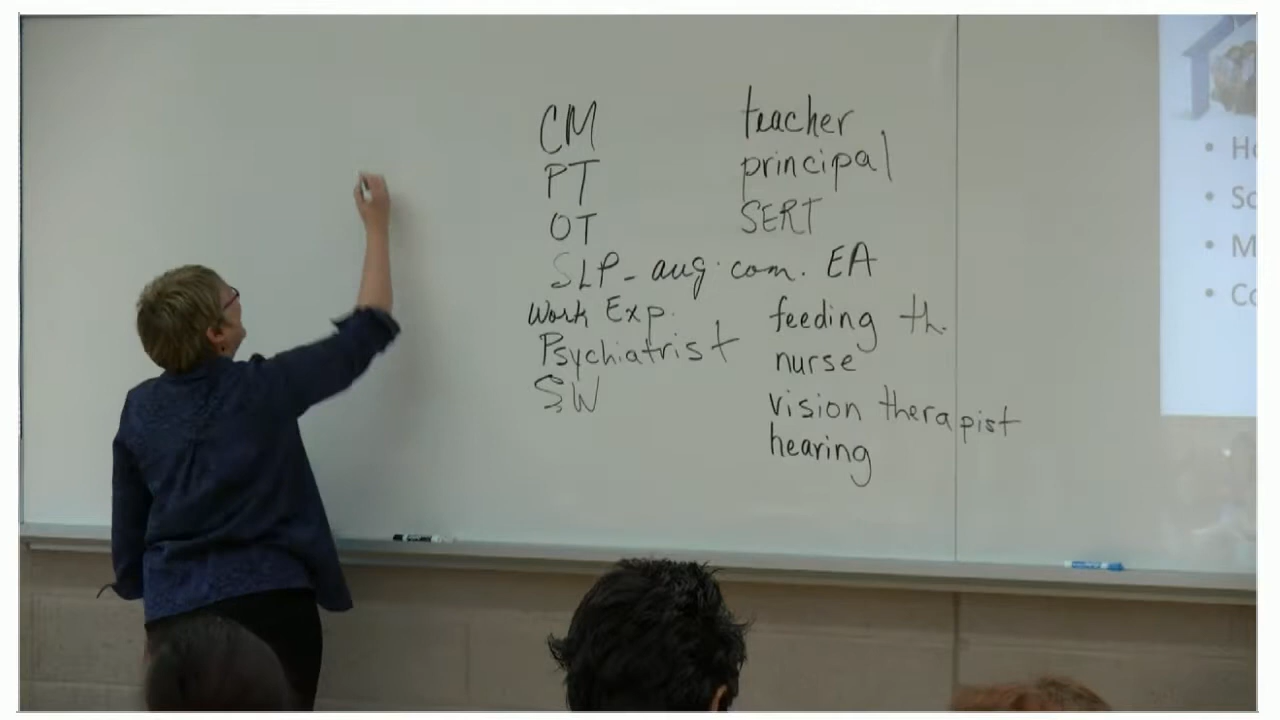 CM
PT
OT
SLP - aug. com.
Work Exp.
Psychiatrist
SW
teacher
principal
SERT
EA
feeding th.
nurse
vision therapist
hearing